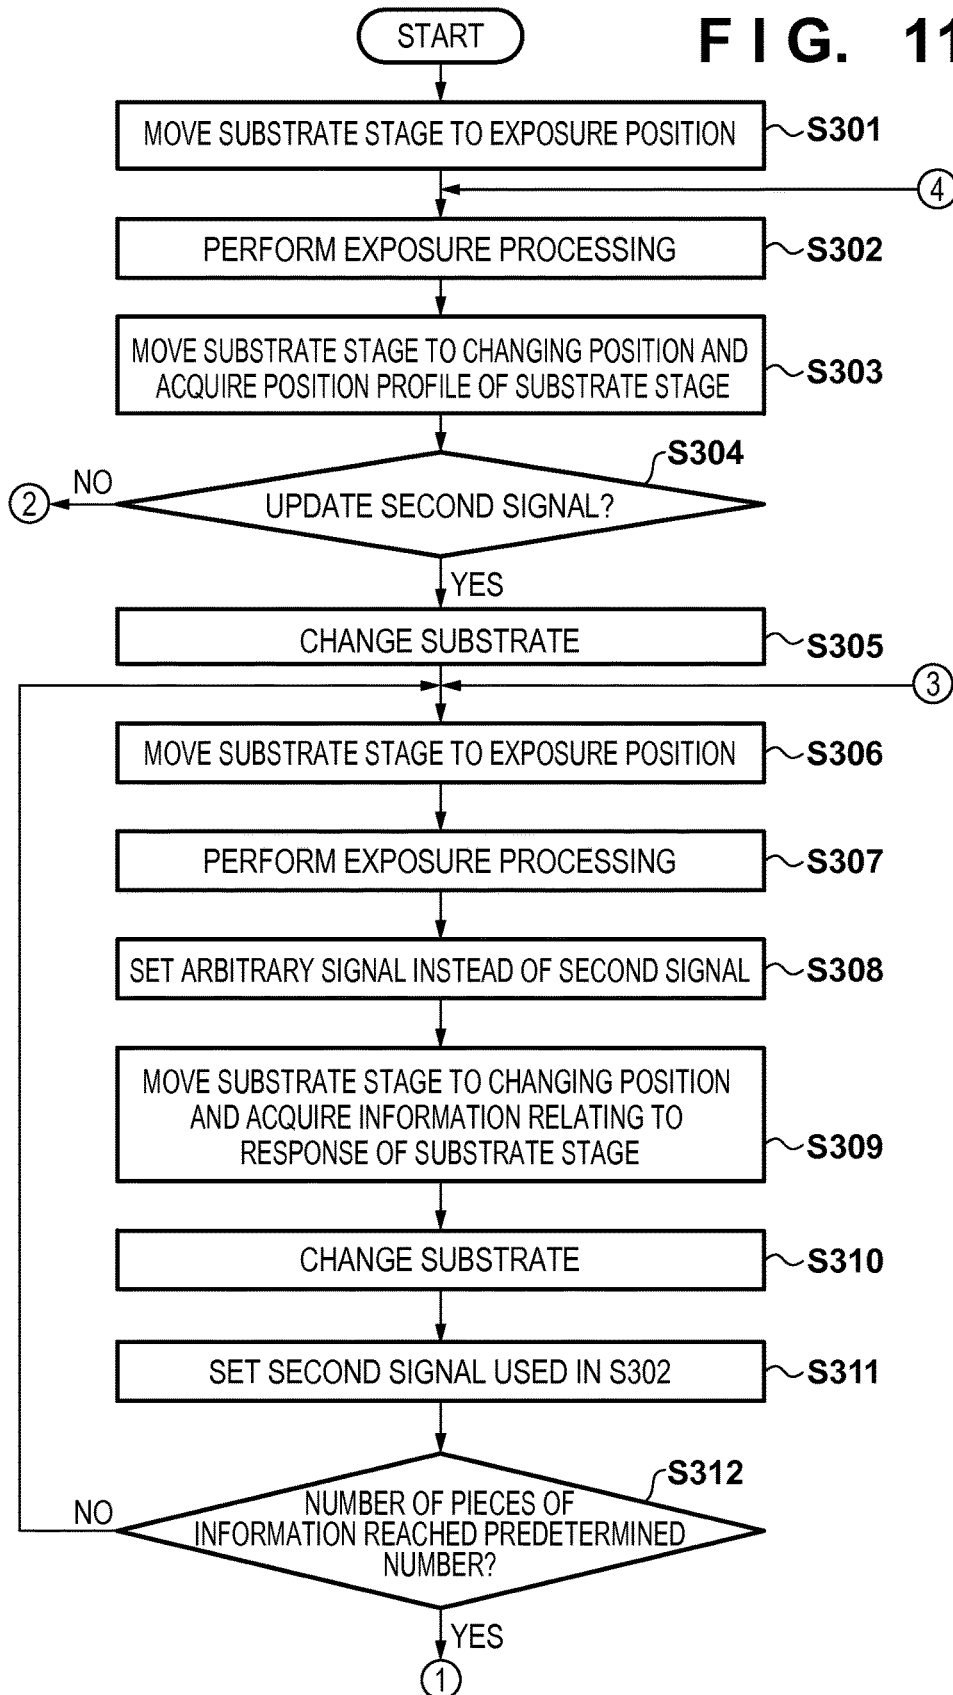 START
F I G. 11
MOVE SUBSTRATE STAGE TO EXPOSURE POSITION
S301
4
PERFORM EXPOSURE PROCESSING
S302
MOVE SUBSTRATE STAGE TO CHANGING POSITION AND
ACQUIRE POSITION PROFILE OF SUBSTRATE STAGE
S303
S304
NO
2
UPDATE SECOND SIGNAL?
YES
CHANGE SUBSTRATE
S305
3
MOVE SUBSTRATE STAGE TO EXPOSURE POSITION
S306
PERFORM EXPOSURE PROCESSING
S307
SET ARBITRARY SIGNAL INSTEAD OF SECOND SIGNAL
S308
MOVE SUBSTRATE STAGE TO CHANGING POSITION
AND ACQUIRE INFORMATION RELATING TO
RESPONSE OF SUBSTRATE STAGE
S309
CHANGE SUBSTRATE
S310
SET SECOND SIGNAL USED IN S302
S311
S312
NO
NUMBER OF PIECES OF
INFORMATION REACHED PREDETERMINED
NUMBER?
YES
1